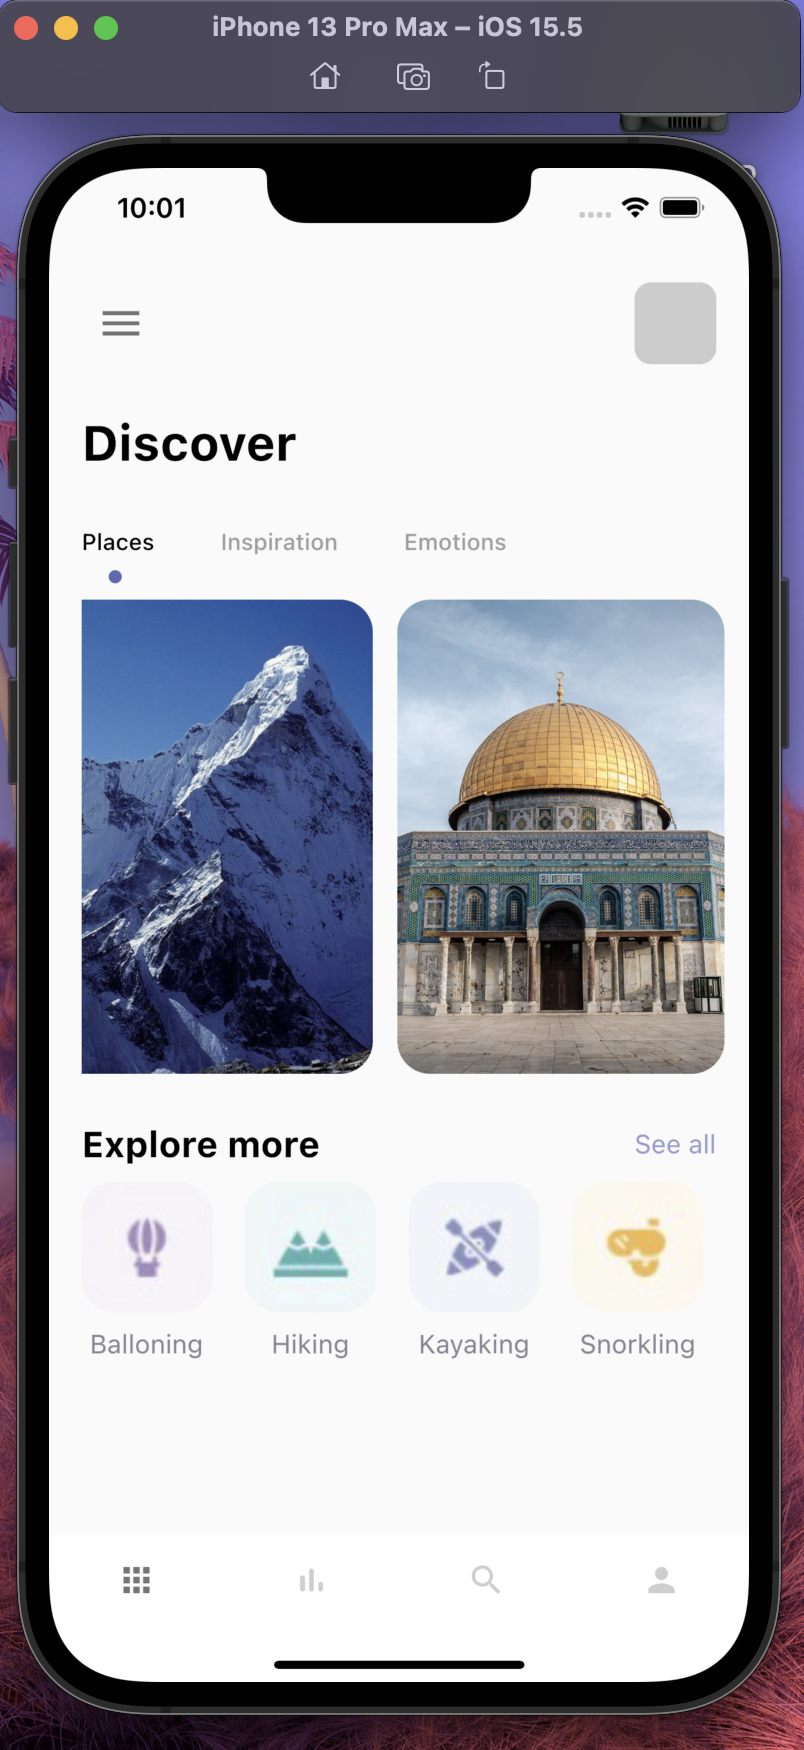 iPhone 13 Pro Max – iOS 15.5
10:01
Discover
Places Inspiration Emotions
Explore more See all
Balloning Hiking Kayaking Snorkling